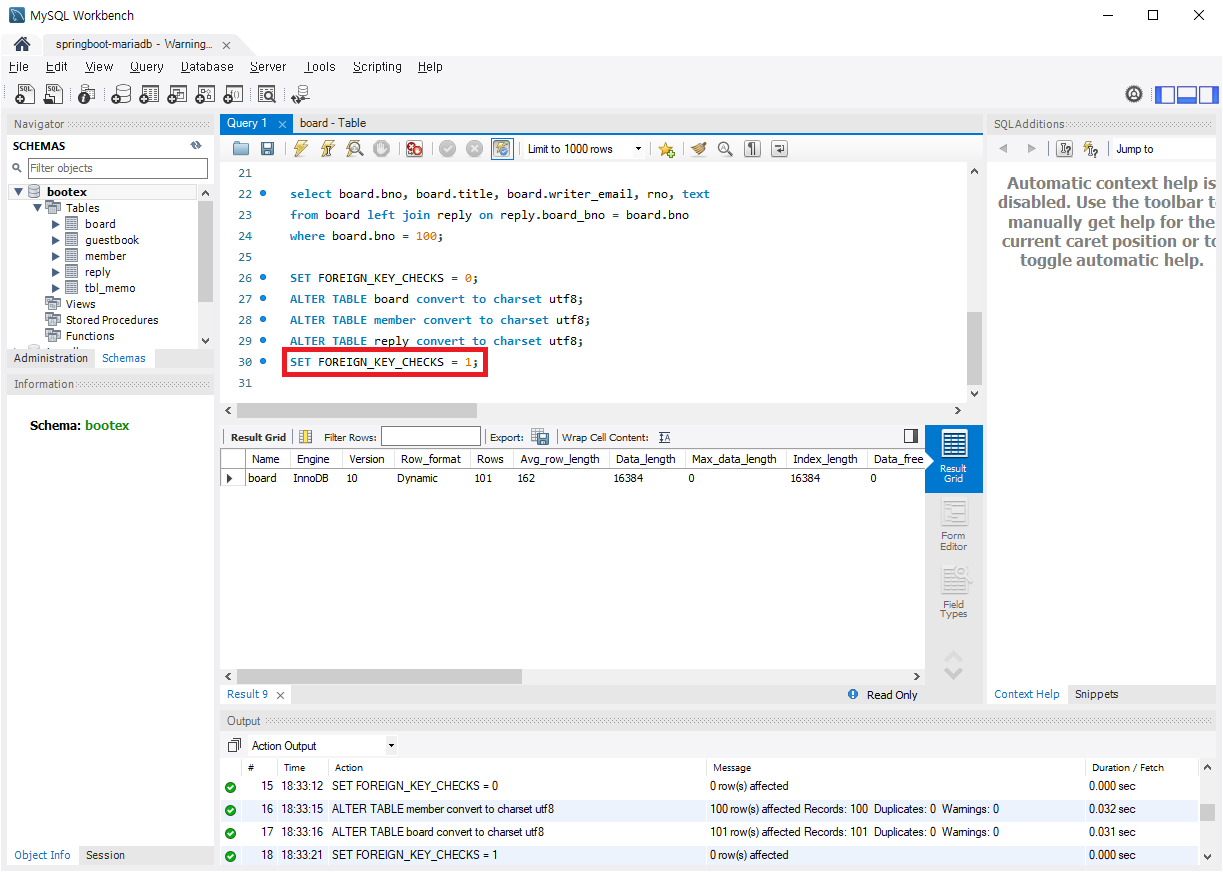 MySQL Workbench
springboot-mariadb - Warning...
File Edit View Query Database Server Tools Scripting Help
Navigator
SCHEMAS
Filter objects
bootex
Tables
board
guestbook
member
reply
tbl_memo
Views
Stored Procedures
Functions
Administration Schemas
Information
Schema: bootex
Object Info Session
Query 1 board - Table
Limit to 1000 rows
21
22 select board.bno, board.title, board.writer_email, rno, text
23 from board left join reply on reply.board_bno = board.bno
24 where board.bno = 100;
25
26 SET FOREIGN_KEY_CHECKS = 0;
27 ALTER TABLE board convert to charset utf8;
28 ALTER TABLE member convert to charset utf8;
29 ALTER TABLE reply convert to charset utf8;
30 SET FOREIGN_KEY_CHECKS = 1;
31
Result Grid Filter Rows: Export: Wrap Cell Content: IA
Name Engine Version Row_format Rows Avg_row_length Data_length Max_data_length Index_length Data_free
board InnoDB 10 Dynamic 101 162 16384 0 16384 0
Result
Grid
Form
Editor
Field
Types
Result 9 Read Only
SQLAdditions
Jump to
Automatic context help is
disabled. Use the toolbar t
manually get help for the
current caret position or to
toggle automatic help.
Context Help Snippets
Output
Action Output
# Time Action Message Duration / Fetch
15 18:33:12 SET FOREIGN_KEY_CHECKS = 0 0 row(s) affected 0.000 sec
16 18:33:15 ALTER TABLE member convert to charset utf8 100 row(s) affected Records: 100 Duplicates: 0 Warnings: 0 0.032 sec
17 18:33:16 ALTER TABLE board convert to charset utf8 101 row(s) affected Records: 101 Duplicates: 0 Warnings: 0 0.031 sec
18 18:33:21 SET FOREIGN_KEY_CHECKS = 1 0 row(s) affected 0.000 sec